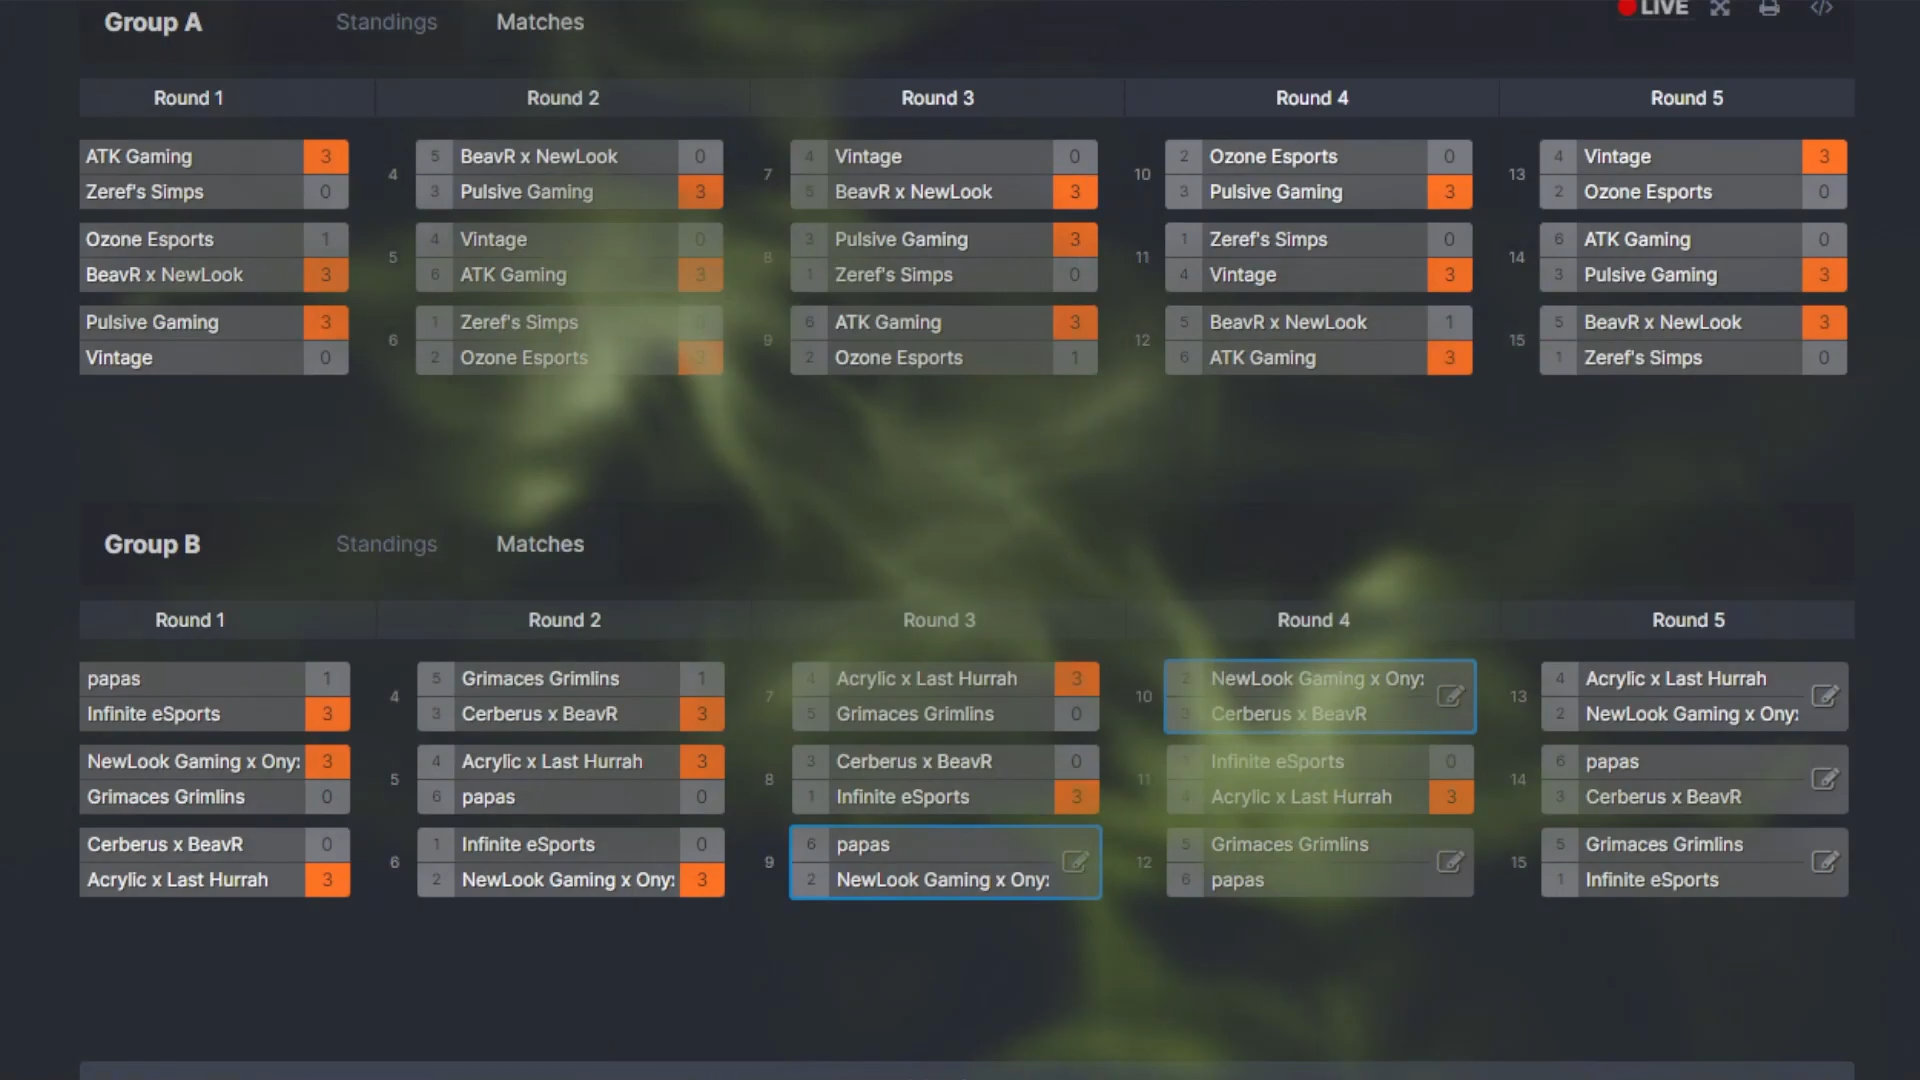 Group A Standings Matches LIVE </>
Round 1 Round 2 Round 3 Round 4 Round 5
ATK Gaming 3
Zeref's Simps 0
Ozone Esports 1
BeavR x NewLook 3
Pulsive Gaming 3
Vintage 0
4
5 BeavR x NewLook 0
3 Pulsive Gaming 3
5
4 Vintage 0
6 ATK Gaming 3
6
1 Zeref's Simps
2 Ozone Esports
7
4 Vintage 0
5 BeavR x NewLook 3
8
3 Pulsive Gaming 3
1 Zeref's Simps 0
9
6 ATK Gaming 3
2 Ozone Esports 1
10
2 Ozone Esports 0
3 Pulsive Gaming 3
11
1 Zeref's Simps 0
4 Vintage 3
12
5 BeavR x NewLook 1
6 ATK Gaming 3
13
4 Vintage 3
2 Ozone Esports 0
14
6 ATK Gaming 0
3 Pulsive Gaming 3
15
5 BeavR x NewLook 3
1 Zeref's Simps 0
Group B Standings Matches
Round 1 Round 2 Round 3 Round 4 Round 5
papas 1
Infinite eSports 3
NewLook Gaming x Ony: 3
Grimaces Grimlins 0
Cerberus x BeavR 0
Acrylic x Last Hurrah 3
4
5 Grimaces Grimlins 1
3 Cerberus x BeavR 3
5
4 Acrylic x Last Hurrah 3
6 papas 0
6
1 Infinite eSports 0
2 NewLook Gaming x Ony: 3
7
4 Acrylic x Last Hurrah 3
5 Grimaces Grimlins 0
8
3 Cerberus x BeavR 0
1 Infinite eSports 3
9
6 papas
2 NewLook Gaming x Ony:
10
2 NewLook Gaming x Ony:
3 Cerberus x BeavR
11
1 Infinite eSports 0
4 Acrylic x Last Hurrah 3
12
5 Grimaces Grimlins
6 papas
13
4 Acrylic x Last Hurrah
2 NewLook Gaming x Ony:
14
6 papas
3 Cerberus x BeavR
15
5 Grimaces Grimlins
1 Infinite eSports